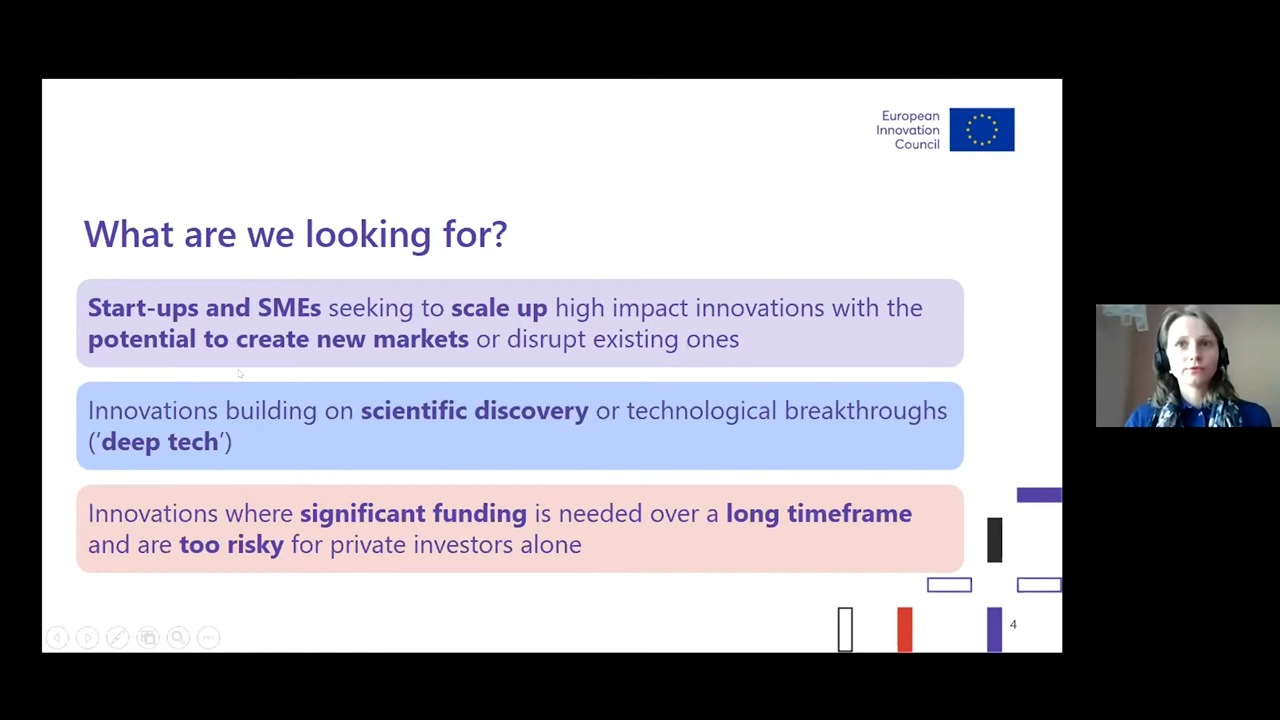 European
Innovation
Council
What are we looking for?
Start-ups and SMEs seeking to scale up high impact innovations with the
potential to create new markets or disrupt existing ones
Innovations building on scientific discovery or technological breakthroughs
(‘deep tech’)
Innovations where significant funding is needed over a long timeframe
and are too risky for private investors alone
4